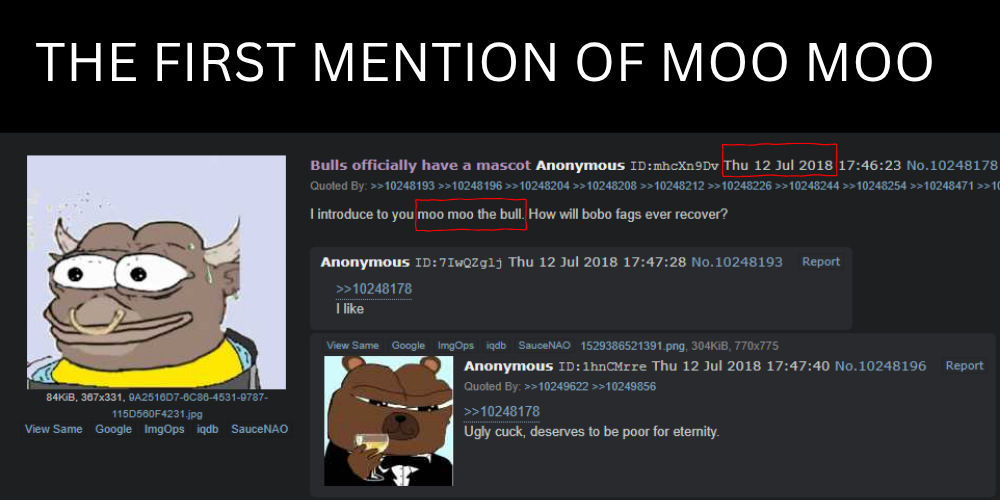 THE FIRST MENTION OF MOO MOO
Bulls officially have a mascot Anonymous ID:mhcXn9Dv Thu 12 Jul 2018 17:46:23 No.10248178
Quoted By: >>10248193 >>10248196 >>10248204 >>10248208 >>10248212 >>10248226 >>10248244 >>10248254 >>10248471 >>10
I introduce to you moo moo the bull. How will bobo fags ever recover?
84KiB, 367x331, 9A2516D7-6C86-4531-9787-
115D560F4231.jpg
View Same Google ImgOps iqdb SauceNAO
Anonymous ID:7IwQZglj Thu 12 Jul 2018 17:47:28 No.10248193 Report
>>10248178
I like
View Same Google ImgOps iqdb SauceNAO 1529386521391.png, 304KiB, 770x775
Anonymous ID:1hnCMrre Thu 12 Jul 2018 17:47:40 No.10248196 Report
Quoted By: >>10249622 >>10249856
>>10248178
Ugly cuck, deserves to be poor for eternity.